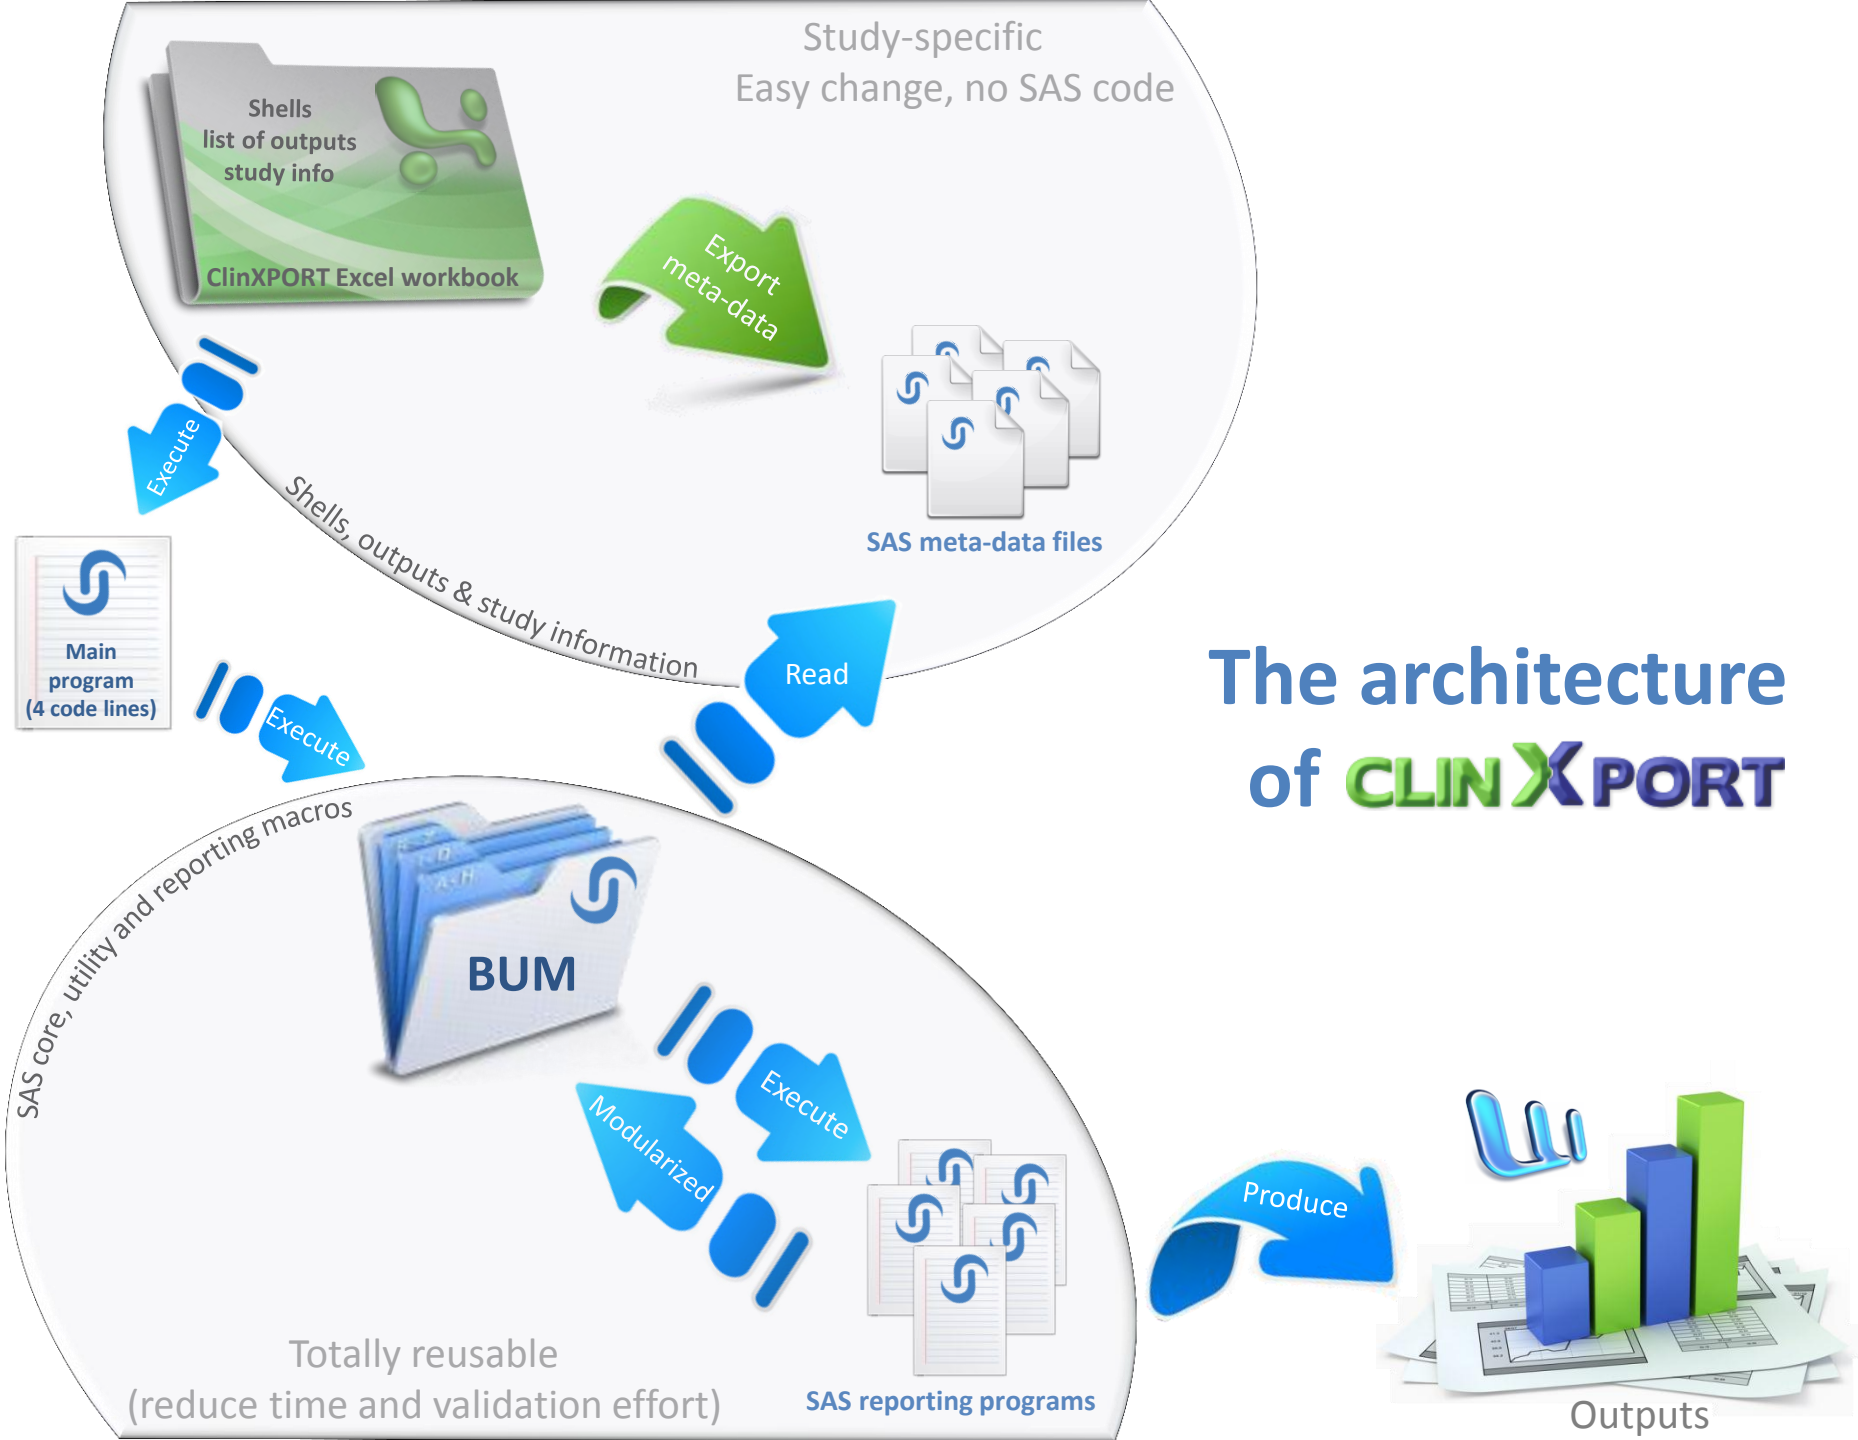 Study-specific
Easy change, no SAS code
Shells
list of outputs
study info
ClinXPORT Excel workbook
Export
meta-data
SAS meta-data files
Execute
Shells, outputs & study information
Main
program
(4 code lines)
Execute
Read
The architecture
of CLINXPORT
SAS core, utility and reporting macros
A-H
BUM
Execute
Modularized
SAS reporting programs
Totally reusable
(reduce time and validation effort)
Produce
Outputs